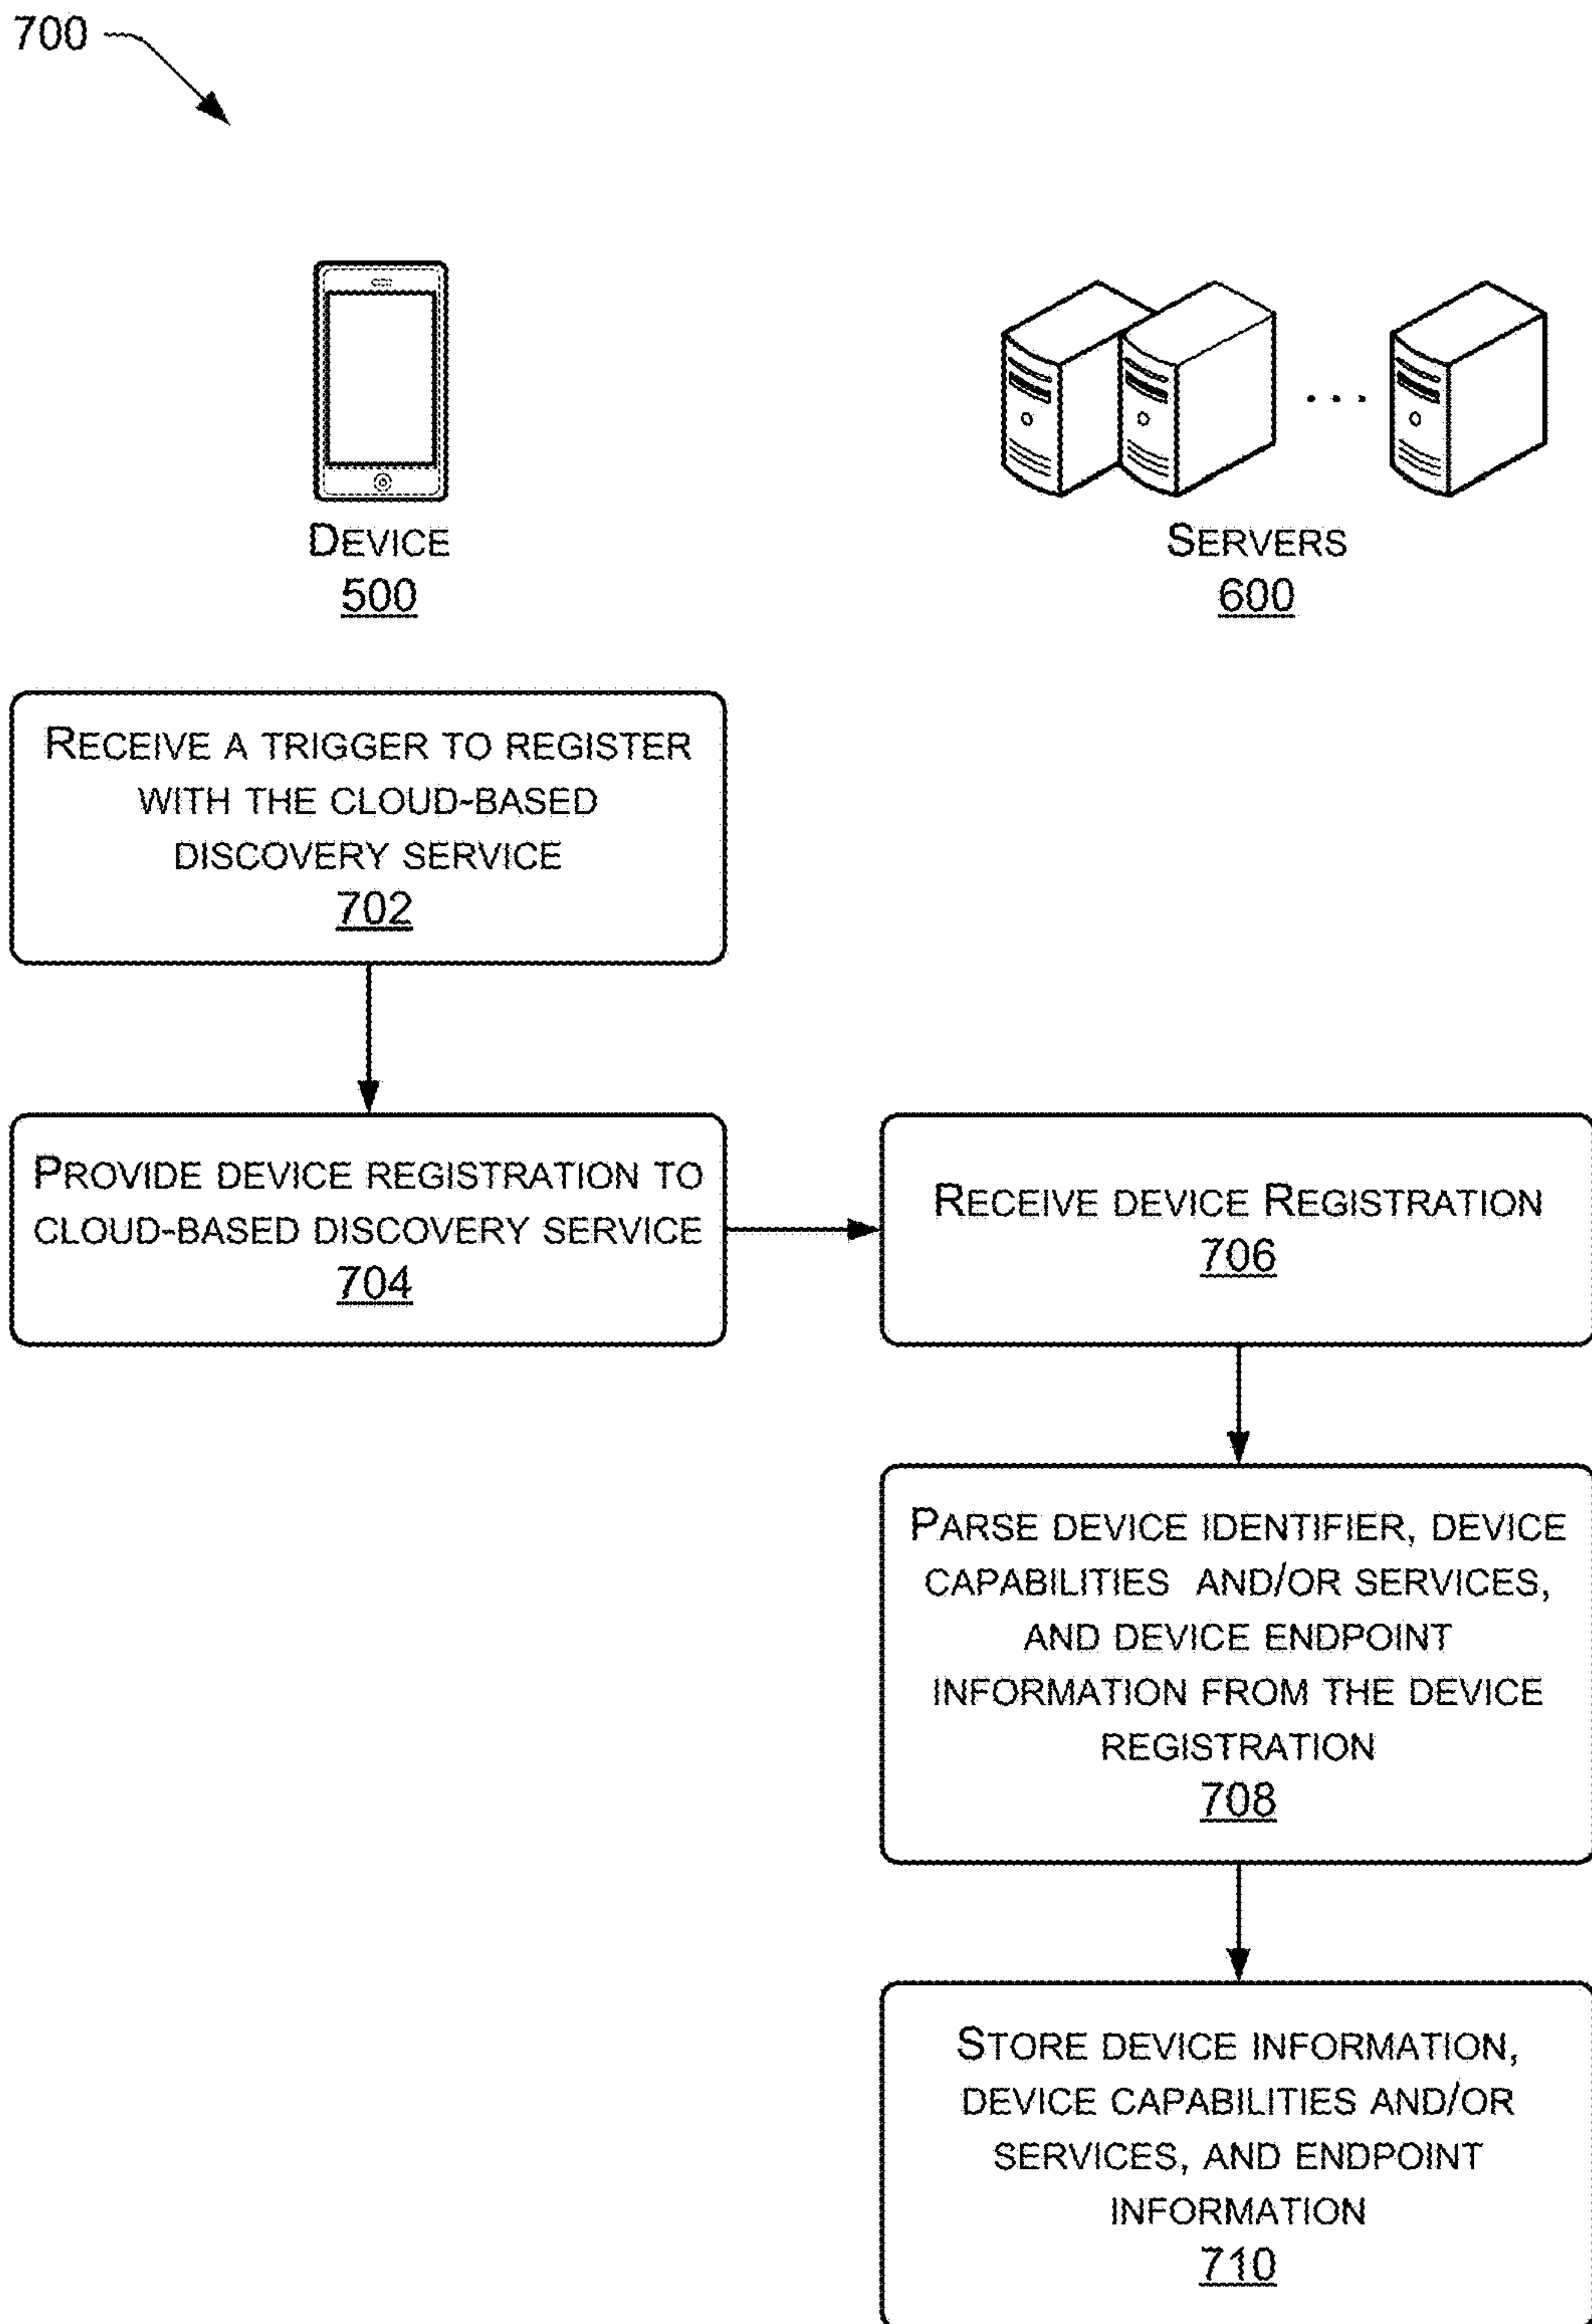 700
DEVICE
500
SERVERS
600
RECEIVE A TRIGGER TO REGISTER
WITH THE CLOUD-BASED
DISCOVERY SERVICE
702
PROVIDE DEVICE REGISTRATION TO
CLOUD-BASED DISCOVERY SERVICE
704
RECEIVE DEVICE REGISTRATION
706
PARSE DEVICE IDENTIFIER, DEVICE
CAPABILITIES AND/OR SERVICES,
AND DEVICE ENDPOINT
INFORMATION FROM THE DEVICE
REGISTRATION
708
STORE DEVICE INFORMATION,
DEVICE CAPABILITIES AND/OR
SERVICES, AND ENDPOINT
INFORMATION
710